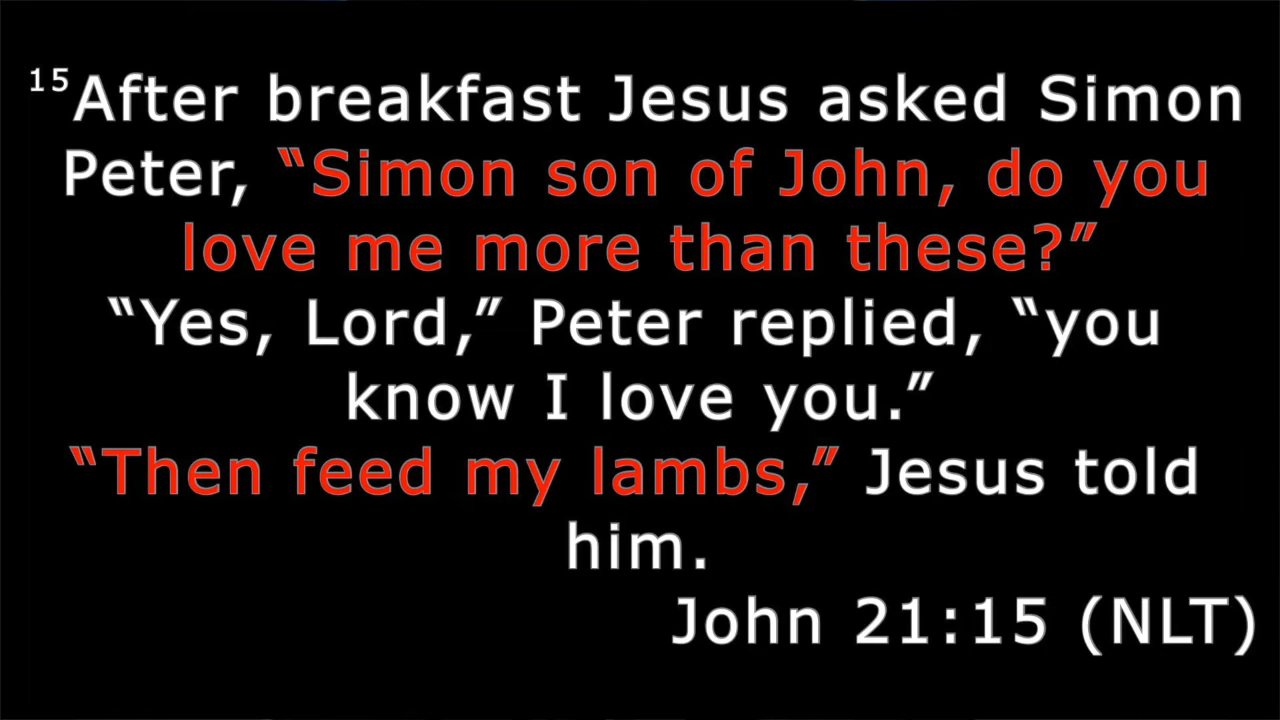 15After breakfast Jesus asked Simon
Peter, “Simon son of John, do you
love me more than these?”
“Yes, Lord,” Peter replied, “you
know I love you.”
“Then feed my lambs,” Jesus told
him.
John 21:15 (NLT)